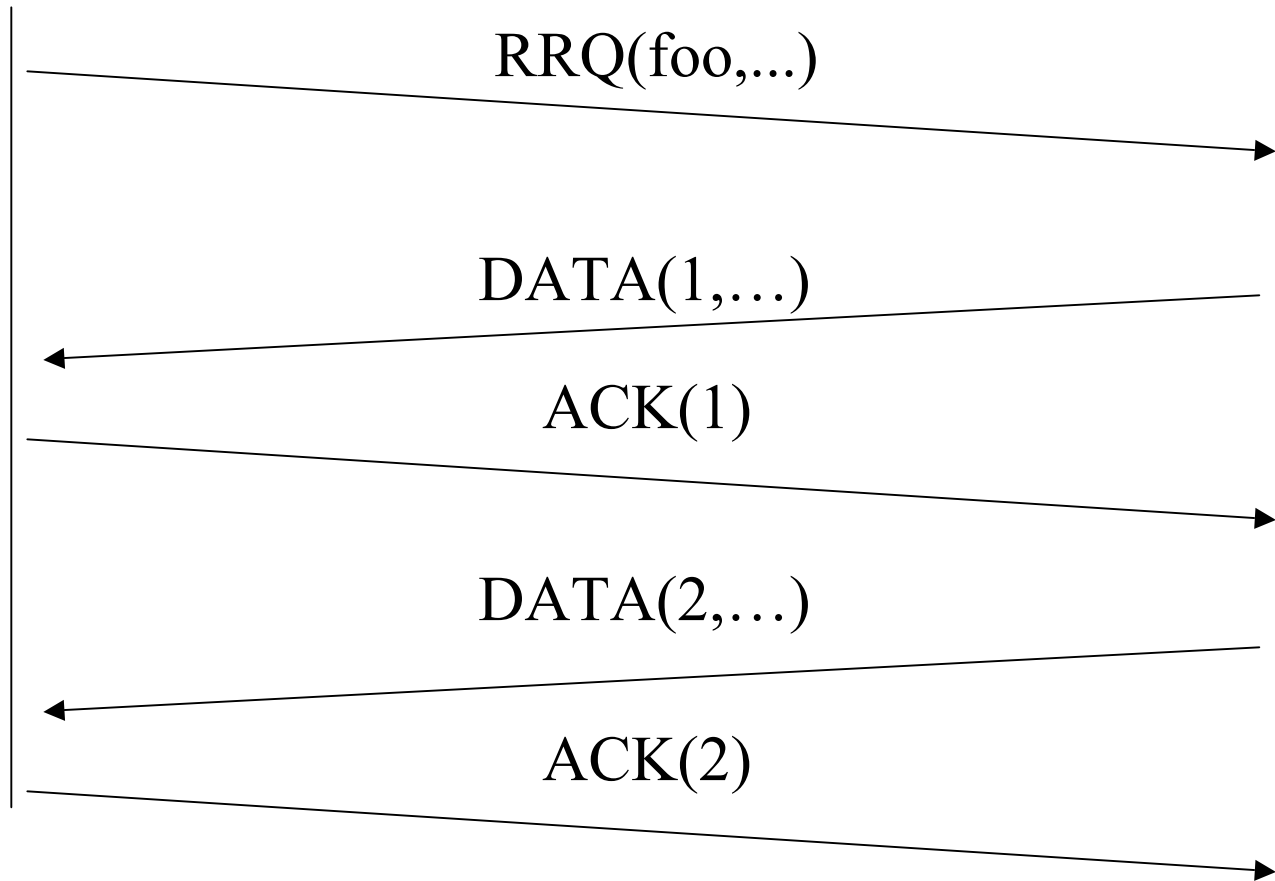 RRQ(foo,...)
DATA(1,…)
ACK(1)
DATA(2,…)
ACK(2)